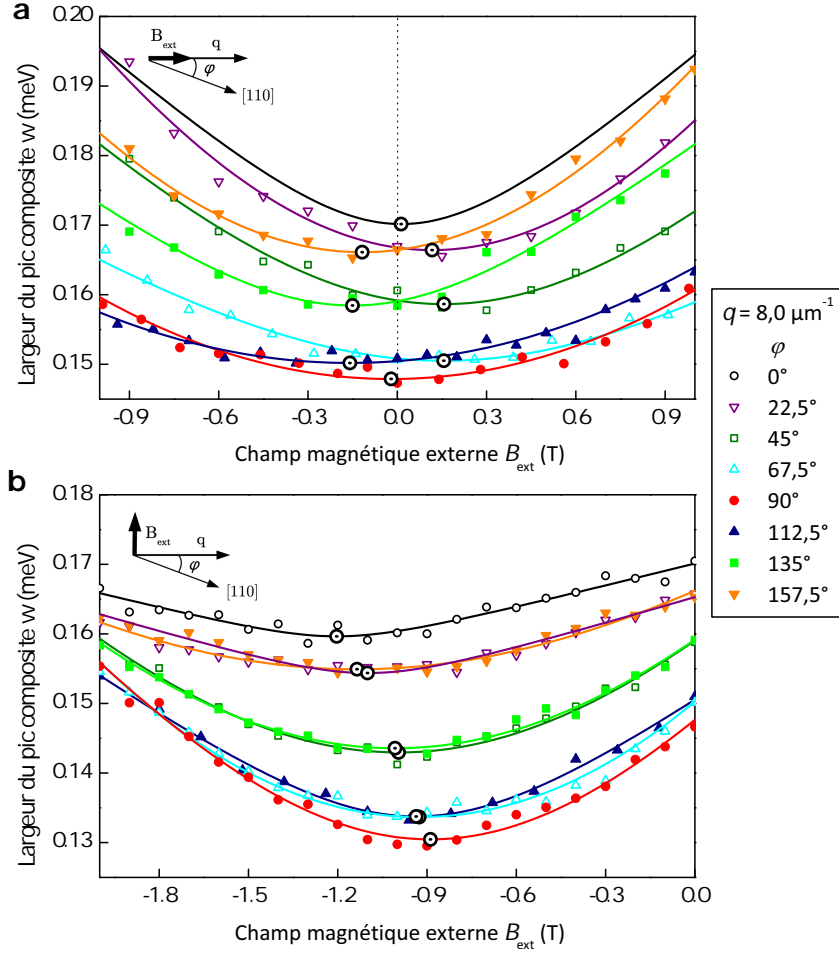 a
0.20
0.19
0.18
0.17
0.16
0.15
Largeur du pic composite w (meV)
B_ext q
φ
[110]
-0.9 -0.6 -0.3 0.0 0.3 0.6 0.9
Champ magnétique externe B_ext (T)
b
0.18
0.17
0.16
0.15
0.14
0.13
Largeur du pic composite w (meV)
B_ext q
φ
[110]
-1.8 -1.5 -1.2 -0.9 -0.6 -0.3 0.0
Champ magnétique externe B_ext (T)
q = 8,0 µm⁻¹
φ
0°
22,5°
45°
67,5°
90°
112,5°
135°
157,5°